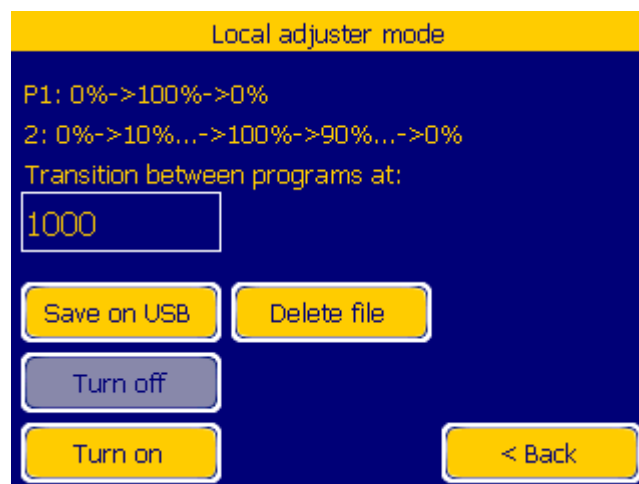 Local adjuster mode
P1: 0%->100%->0%
2: 0%->10%...->100%->90%...->0%
Transition between programs at:
1000
Save on USB Delete file
Turn off
Turn on < Back